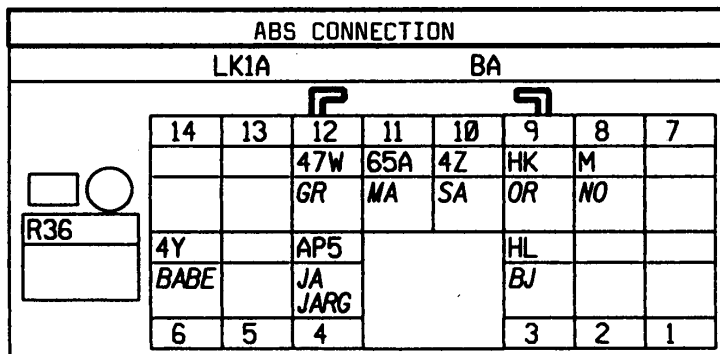 ABS CONNECTION
LK1A BA
14 13 12 11 10 9 8 7
47W 65A 4Z HK M
GR MA SA OR NO
R36
4Y AP5 HL
BABE JA BJ
JARG
6 5 4 3 2 1